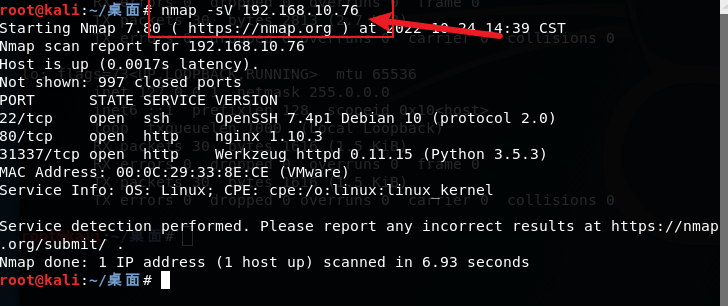 root@kali:~/桌面# nmap -sV 192.168.10.76
Starting Nmap 7.80 ( https://nmap.org ) at 2022-10-24 14:39 CST
Nmap scan report for 192.168.10.76
Host is up (0.0017s latency).
Not shown: 997 closed ports
PORT      STATE SERVICE VERSION
22/tcp    open  ssh     OpenSSH 7.4p1 Debian 10 (protocol 2.0)
80/tcp    open  http    nginx 1.10.3
31337/tcp open  http    Werkzeug httpd 0.11.15 (Python 3.5.3)
MAC Address: 00:0C:29:33:8E:CE (VMware)
Service Info: OS: Linux; CPE: cpe:/o:linux:linux_kernel
Service detection performed. Please report any incorrect results at https://nmap
.org/submit/ .
Nmap done: 1 IP address (1 host up) scanned in 6.93 seconds
root@kali:~/桌面#